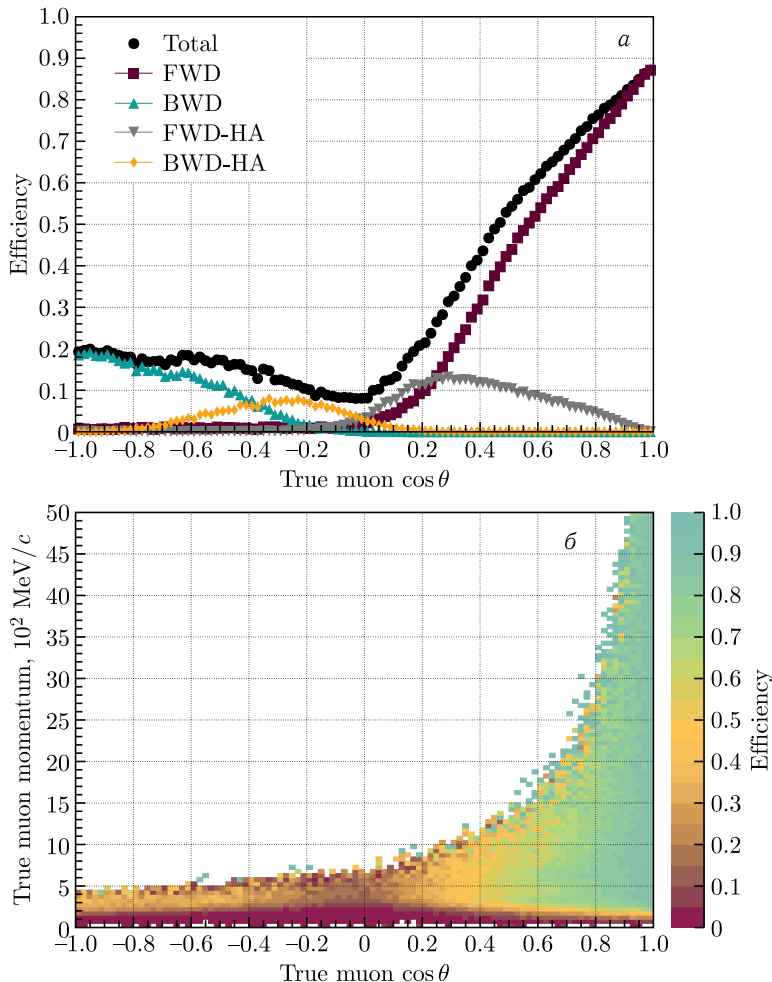 1.0
0.9
0.8
0.7
0.6
0.5
0.4
0.3
0.2
0.1
0
Efficiency
Total
FWD
BWD
FWD-HA
BWD-HA
а
−1.0 −0.8 −0.6 −0.4 −0.2 0 0.2 0.4 0.6 0.8 1.0
True muon cos θ
50
45
40
35
30
25
20
15
10
5
0
True muon momentum, 10² MeV/c
б
−1.0 −0.8 −0.6 −0.4 −0.2 0 0.2 0.4 0.6 0.8 1.0
True muon cos θ
1.0
0.9
0.8
0.7
0.6
0.5
0.4
0.3
0.2
0.1
0
Efficiency